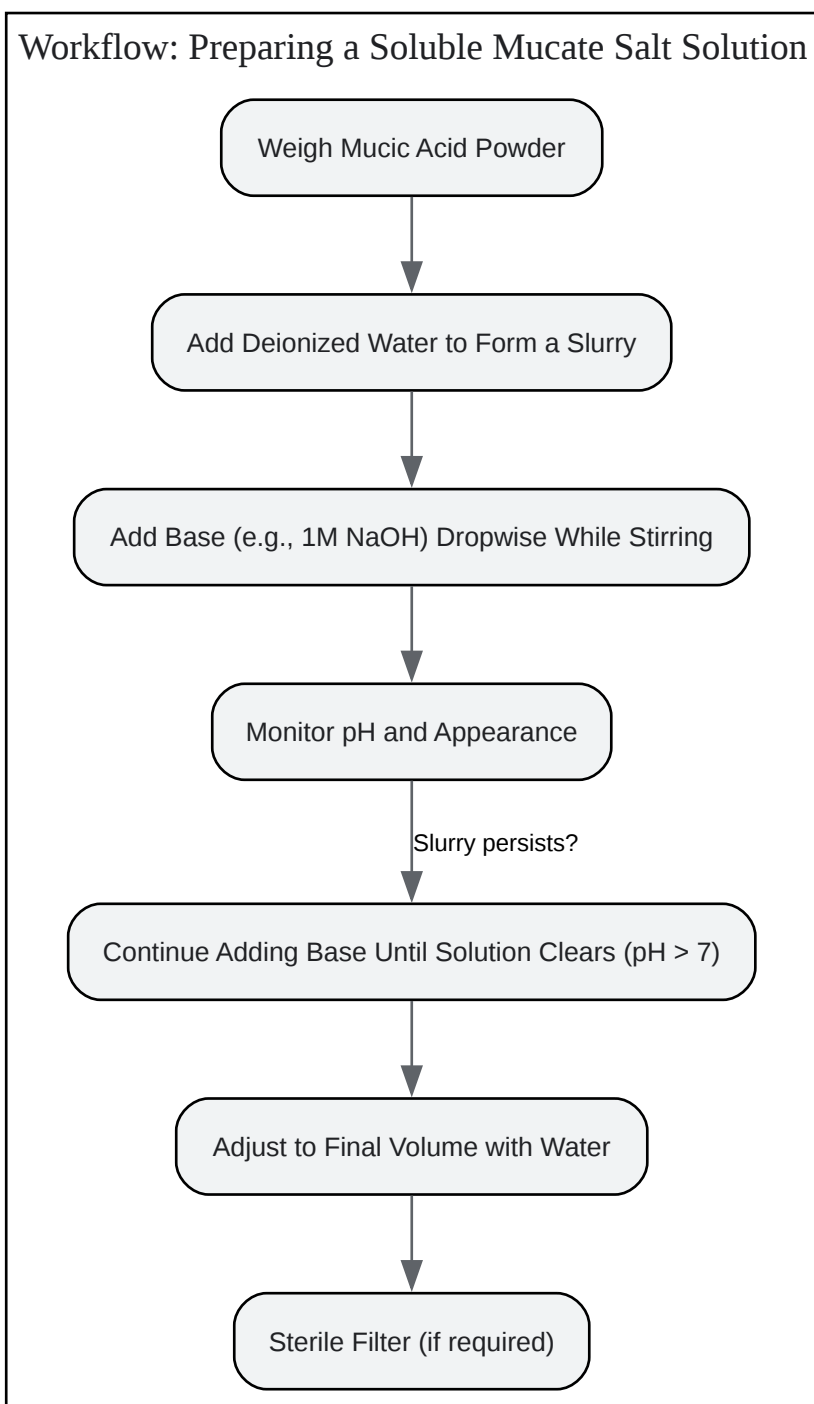 Workflow: Preparing a Soluble Mucate Salt Solution
Weigh Mucic Acid Powder
Add Deionized Water to Form a Slurry
Add Base (e.g., 1M NaOH) Dropwise While Stirring
Monitor pH and Appearance
Slurry persists?
Continue Adding Base Until Solution Clears (pH > 7)
Adjust to Final Volume with Water
Sterile Filter (if required)